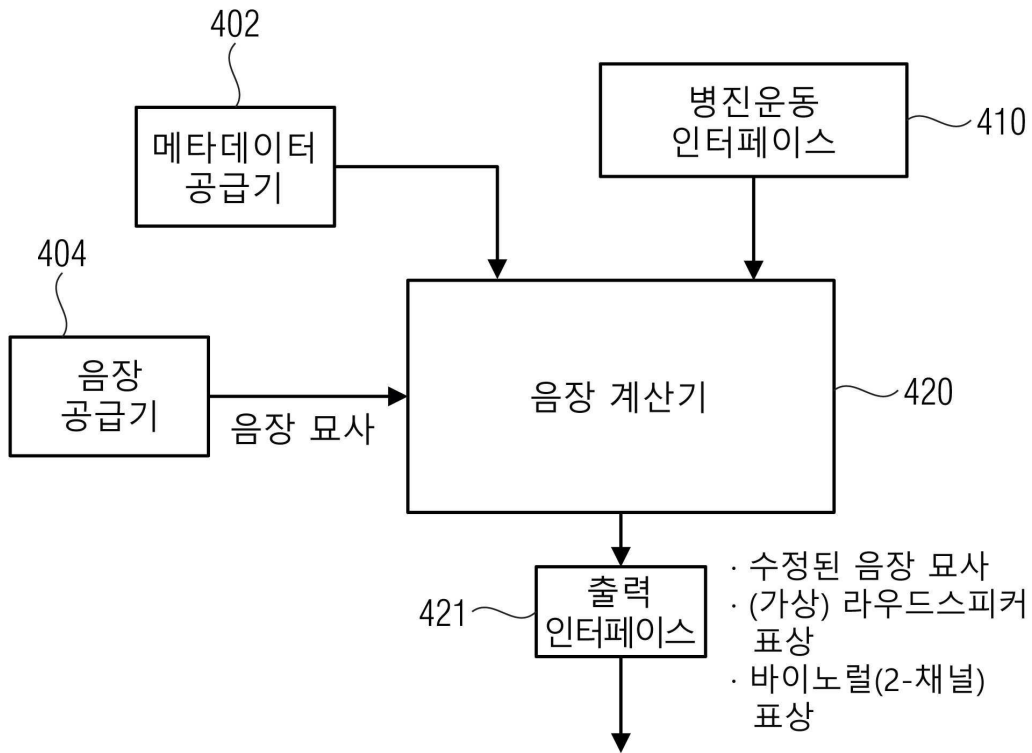 402
메타데이터
공급기
병진운동
인터페이스
410
404
음장
공급기
음장 묘사
음장 계산기
420
421
출력
인터페이스
· 수정된 음장 묘사
· (가상) 라우드스피커
표상
· 바이노럴(2-채널)
표상